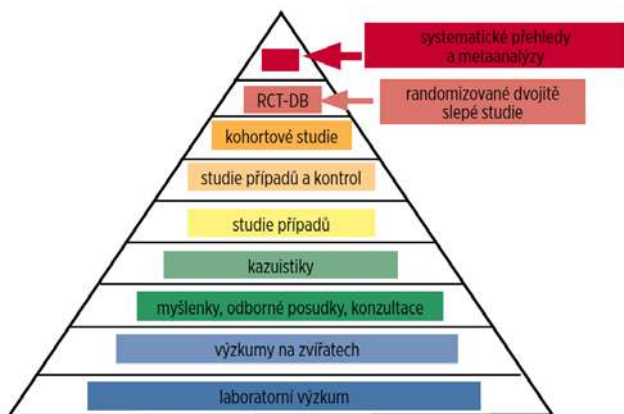 systematické přehledy
a metaanalýzy
RCT-DB
randomizované dvojitě
slepé studie
kohortové studie
studie případů a kontrol
studie případů
kazuistiky
myšlenky, odborné posudky, konzultace
výzkumy na zvířatech
laboratorní výzkum